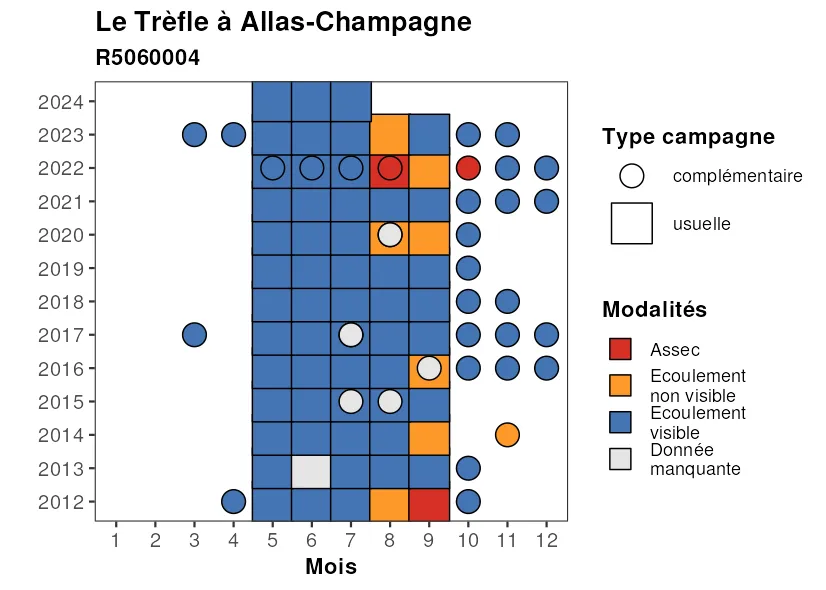 Le Trèfle à Allas-Champagne
R5060004
2024
2023
2022
2021
2020
2019
2018
2017
2016
2015
2014
2013
2012
1 2 3 4 5 6 7 8 9 10 11 12
Mois
Type campagne
complémentaire
usuelle
Modalités
Assec
Ecoulement
non visible
Ecoulement
visible
Donnée
manquante